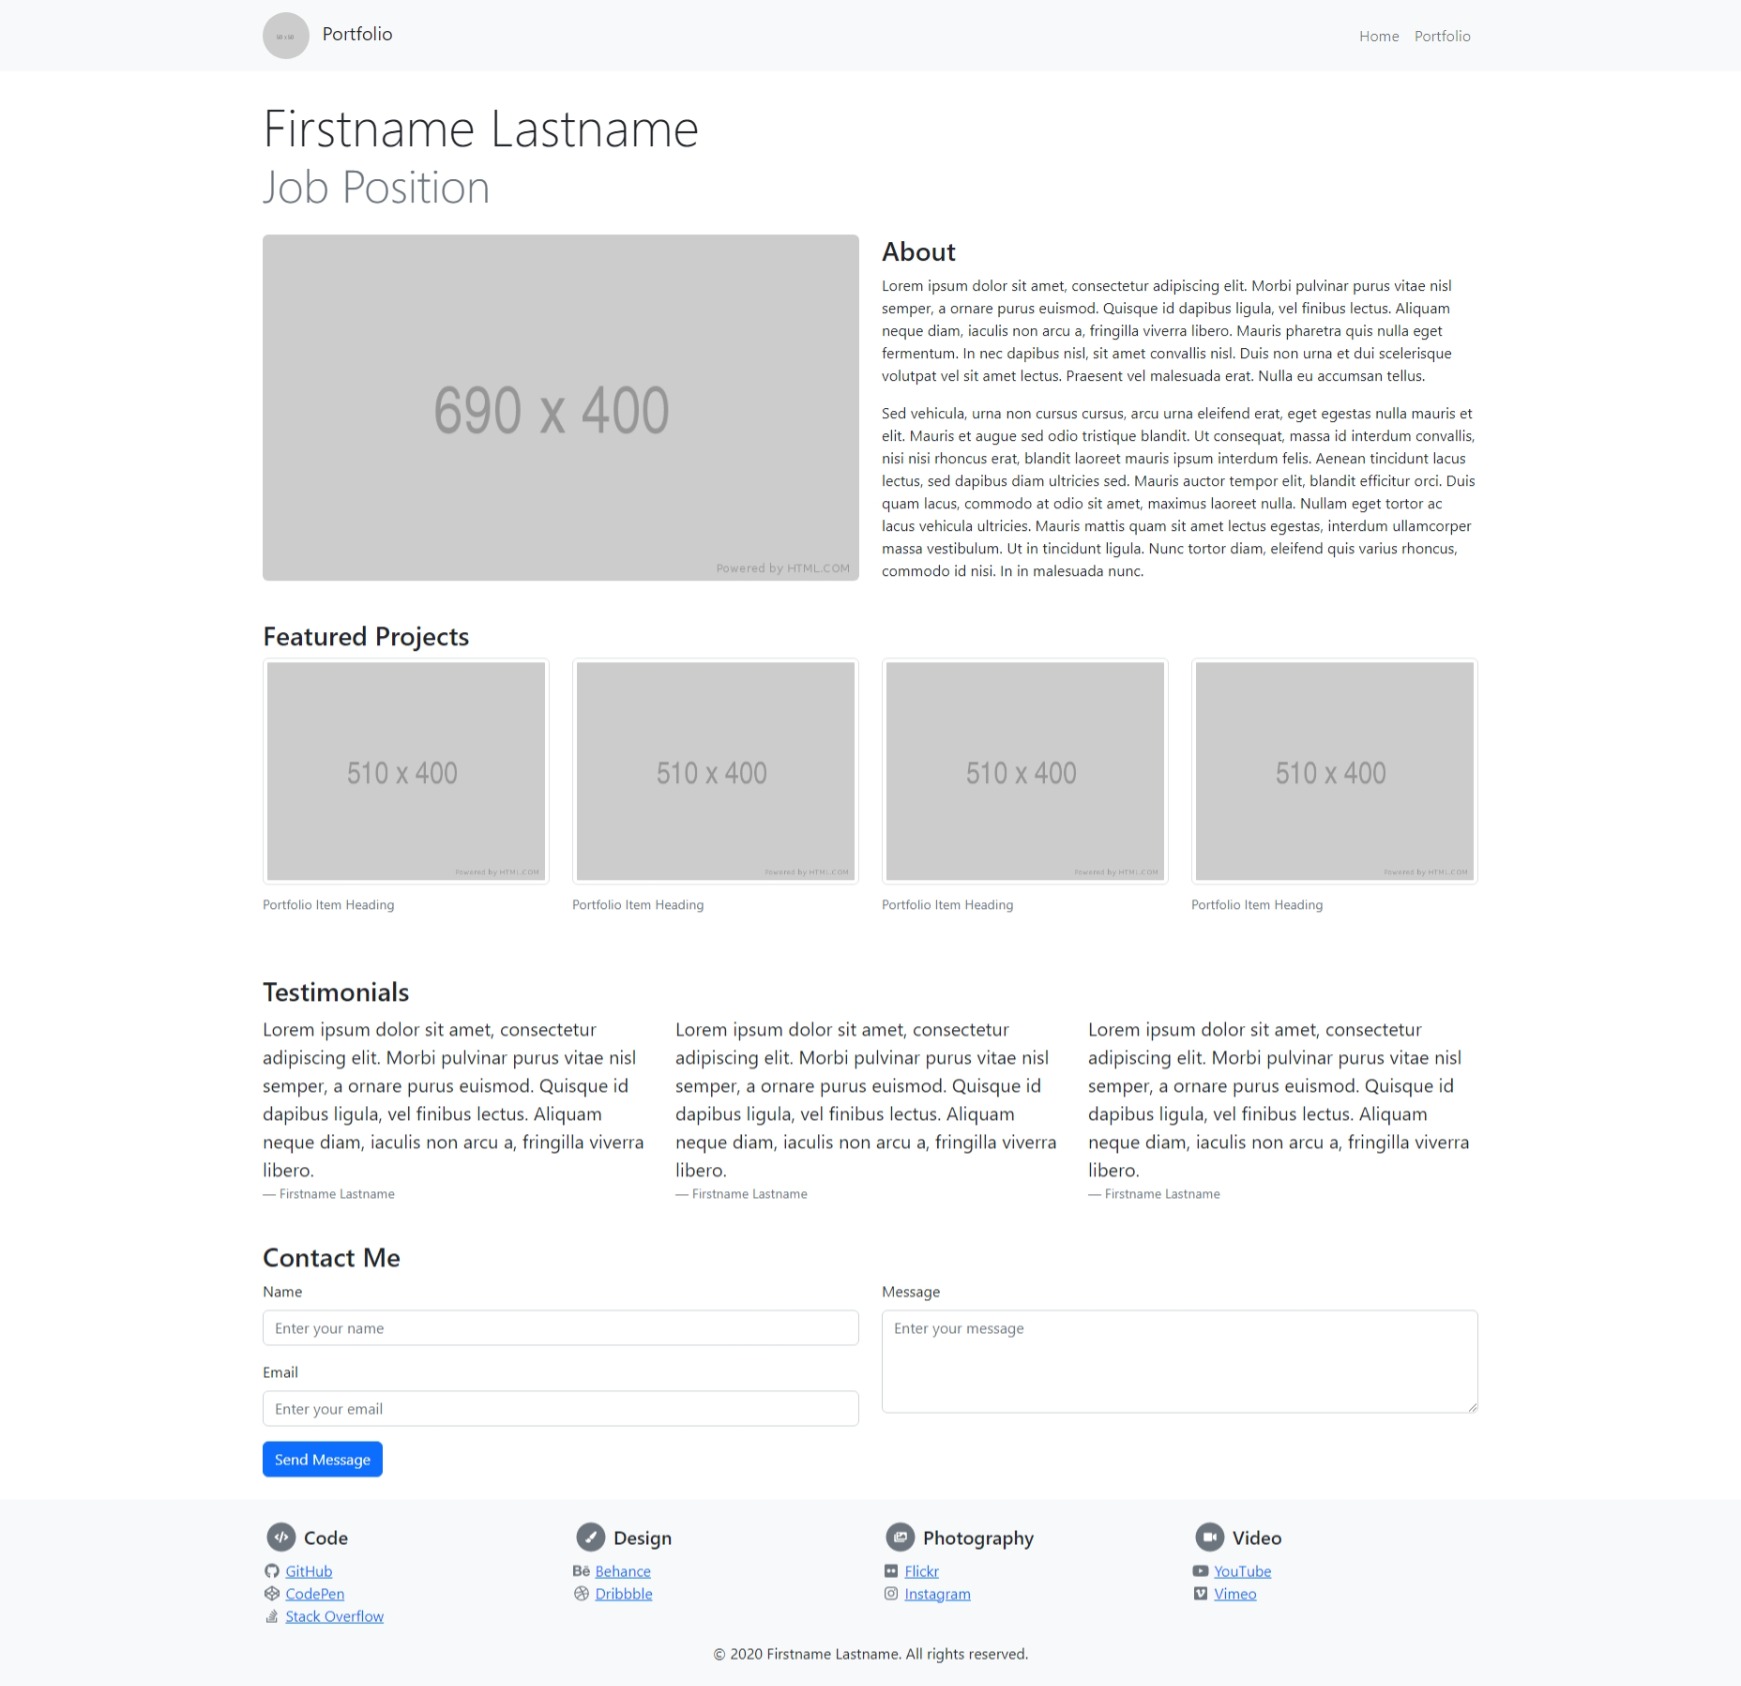 Portfolio
Home Portfolio
Firstname Lastname
Job Position
690 x 400
Powered by HTML.COM
About
Lorem ipsum dolor sit amet, consectetur adipiscing elit. Morbi pulvinar purus vitae nisl
semper, a ornare purus euismod. Quisque id dapibus ligula, vel finibus lectus. Aliquam
neque diam, iaculis non arcu a, fringilla viverra libero. Mauris pharetra quis nulla eget
fermentum. In nec dapibus nisl, sit amet convallis nisl. Duis non urna et dui scelerisque
volutpat vel sit amet lectus. Praesent vel malesuada erat. Nulla eu accumsan tellus.
Sed vehicula, urna non cursus cursus, arcu urna eleifend erat, eget egestas nulla mauris et
elit. Mauris et augue sed odio tristique blandit. Ut consequat, massa id interdum convallis,
nisi nisi rhoncus erat, blandit laoreet mauris ipsum interdum felis. Aenean tincidunt lacus
lectus, sed dapibus diam ultricies sed. Mauris auctor tempor elit, blandit efficitur orci. Duis
quam lacus, commodo at odio sit amet, maximus laoreet nulla. Nullam eget tortor ac
lacus vehicula ultricies. Mauris mattis quam sit amet lectus egestas, interdum ullamcorper
massa vestibulum. Ut in tincidunt ligula. Nunc tortor diam, eleifend quis varius rhoncus,
commodo id nisi. In in malesuada nunc.
Featured Projects
510 x 400
Powered by HTML.COM
Portfolio Item Heading
510 x 400
Powered by HTML.COM
Portfolio Item Heading
510 x 400
Powered by HTML.COM
Portfolio Item Heading
510 x 400
Powered by HTML.COM
Portfolio Item Heading
Testimonials
Lorem ipsum dolor sit amet, consectetur
adipiscing elit. Morbi pulvinar purus vitae nisl
semper, a ornare purus euismod. Quisque id
dapibus ligula, vel finibus lectus. Aliquam
neque diam, iaculis non arcu a, fringilla viverra
libero.
— Firstname Lastname
Lorem ipsum dolor sit amet, consectetur
adipiscing elit. Morbi pulvinar purus vitae nisl
semper, a ornare purus euismod. Quisque id
dapibus ligula, vel finibus lectus. Aliquam
neque diam, iaculis non arcu a, fringilla viverra
libero.
— Firstname Lastname
Lorem ipsum dolor sit amet, consectetur
adipiscing elit. Morbi pulvinar purus vitae nisl
semper, a ornare purus euismod. Quisque id
dapibus ligula, vel finibus lectus. Aliquam
neque diam, iaculis non arcu a, fringilla viverra
libero.
— Firstname Lastname
Contact Me
Name
Enter your name
Email
Enter your email
Message
Enter your message
Send Message
Code
GitHub
CodePen
Stack Overflow
Design
Bē Behance
Dribbble
Photography
Flickr
Instagram
Video
YouTube
Vimeo
© 2020 Firstname Lastname. All rights reserved.